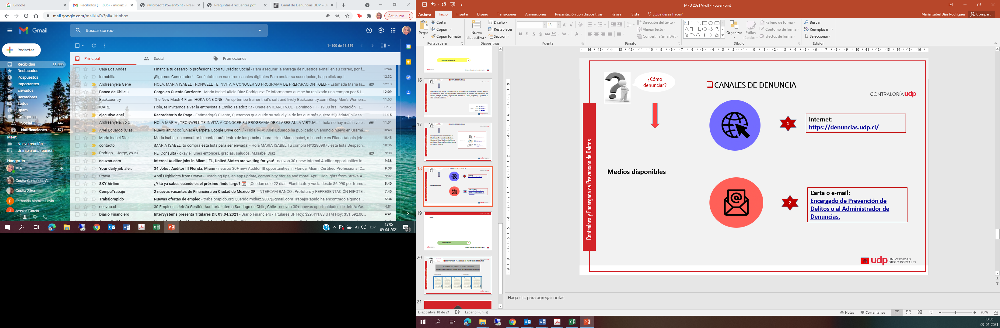 Google
Recibidos (11.806) - midiaz.2
(Microsoft PowerPoint - Prese
Preguntas-Frecuentes.pdf
Canal de Denuncias UDP – U
mail.google.com/mail/u/0/?pli=1#inbox
Actualizar
Gmail
Buscar correo
Redactar
1–100 de 16.559
Principal
Social
Promociones
Recibidos 11.806
Destacados
Pospuestos
Importantes
Enviados
Borradores 226
Todos
Spam 539
Categorías
Social 442
Notificaciones 11.571
Meet
Nueva reunión
Unirse a una reunión
Hangouts
MIA
Cecilia Castañeda A
Cecilia Silva
Fernanda Morales Lavin
Jessica Garcia
Caja Los Andes Financia tu desarrollo profesional con tu Crédito Social - Para asegurar la entrega de nuestros e-mail en su correo, por f... 12:44
Inmobilia ¡Sigamos Conectados! - Conéctate con nuestros canales digitales Para anular su suscripción, haga click aquí 12:32
Andreanyela Gene HOLA, MARIA ISABEL TRONWELL TE INVITA A CONOCER SU PROGRAMA DE PREPARACION TOELF - Estimada Maria Is... 12:13
Banco de Chile 3 Cargo en Cuenta Corriente - Maria Isabel Alicia Diaz Rodriguez: Te informamos que se ha realizado una compra por $1... 12:09
Backcountry The New Mach 4 From HOKA ONE ONE - An up-tempo trainer that's soft and lively Backcountry.com Shop Men's Women'... 11:53
ICARE Hola, te invitamos a ver la entrevista a Emilio Taladriz - Únete en ICARETV.CL · Domingo 11 · 19:00 hrs. Invitación · E... 11:17
ejecutivo enel Recordatorio de Pago - Estimado(a) Cliente, Queremos que cuide su salud y la de los que más quiere #QuédateEnCasa.... 11:15
Andreanyela, yo 2 HOLA MARIA , TRONWELL TE INVITA A CONOCER SU PROGRAMA DE CLASES AULA VIRTUAL!! - hola no hay más nivele... 11:01
Ariel Eduardo (Clas. Nuevo anuncio: "Enlace Carpeta Google Drive con..." - Hola, MIA: Ariel Eduardo ha publicado un anuncio nuevo en Gramá... 10:48
Maria Isabel Diaz Maria Isabel, un consultor te contactará dentro de las próxima hora - Hola Maria Isabel, mi nombre es Eliana Adonis jefe... 10:48
contacto ¡MARIA ISABEL, tu compra está lista para ser enviada! - Hola MARIA ISABEL Tu compra Nº32809875 está lista Despach... 10:36
Rodrigo .. Jorge, yo 23 RE: Consulta - okay el lunes entonces, gracias. saludos, M.Isabel Díaz 9:38
neuvoo.com Internal Auditor jobs in Miami, FL, United States are waiting for you! - neuvoo 30+ new Internal Auditor opportunities in ... 9:38
Your daily job aler. 34 Jobs : Auditor III Florida, Miami - neuvoo 30+ new Auditor III opportunities in Florida, Miami Certified Professional C... 9:38
Strava April Highlights from Strava - Coaching tips, an app update, community stories and more! April Highlights from Strava A... 9:02
SKY Airline ¿Y tú ya sabes cuándo es el próximo finde largo? - ¡Quedan solo 22 días! Planifícate y vuela desde $6.990 por tramo... 8:40
CompuTrabajo 2 nuevas vacantes de Financiera en Ciudad de México DF - INTERCAM BANCO , Profuturo y REPRESENTACIÓN HIPOTE... 7:45
Trabajorapido Nuevas ofertas de empleo - trabajorapido.org Querido midiaz.2007@gmail.com TrabajoRapido ha encontrado algunos ... 5:34
neuvoo.cl 30 Empleos : Jefe/a Gestión Auditoria Interna Santiago de Chile, Chile - neuvoo 30+ nuevas oportunidades de Jefe/a Ge... 4:51
Diario Financiero InterSystems presenta Titulares DF, 09.04.2021 - Diario Financiero - Titulares UF Hoy: $29.411,83 UTM Hoy: $51.592,00... 4:41
ESP
13:05
09-04-2021
21
MPD 2021 VFull - PowerPoint
Archivo Inicio Insertar Diseño Transiciones Animaciones Presentación con diapositivas Revisar Vista ¿Qué desea hacer?
María Isabel Díaz Rodríguez Compartir
Pegar
Cortar
Copiar
Copiar formato
Portapapeles
Nueva diapositiva
Diseño
Restablecer
Sección
Diapositivas
18
Fuente
Dirección del texto
Alinear texto
Convertir a SmartArt
Párrafo
Organizar
Estilos rápidos
Relleno de forma
Contorno de forma
Efectos de forma
Dibujo
Buscar
Reemplazar
Seleccionar
Edición
CANAL DE DENUNCIAS
16
CANAL DE DENUNCIAS
17
CANAL DE DENUNCIAS
18
CANALES DE DENUNCIA
Medios disponibles
19
CERTIFICACIÓN
20
CERTIFICACION AL MODELO DE PREVENCIÓN DE DELITOS
21
¿Cómo
denunciar?
CANALES DE DENUNCIA
CONTRALORÍA udp
Contralora y Encargada de Prevención de Delitos
1
Internet:
https://denuncias.udp.cl/
Medios disponibles
2
Carta o e-mail:
Encargado de Prevención de
Delitos o al Administrador de
Denuncias.
udp UNIVERSIDAD
DIEGO PORTALES
Haga clic para agregar notas
Diapositiva 18 de 21 Español (Chile)
Notas Comentarios 90 %
13:05
09-04-2021